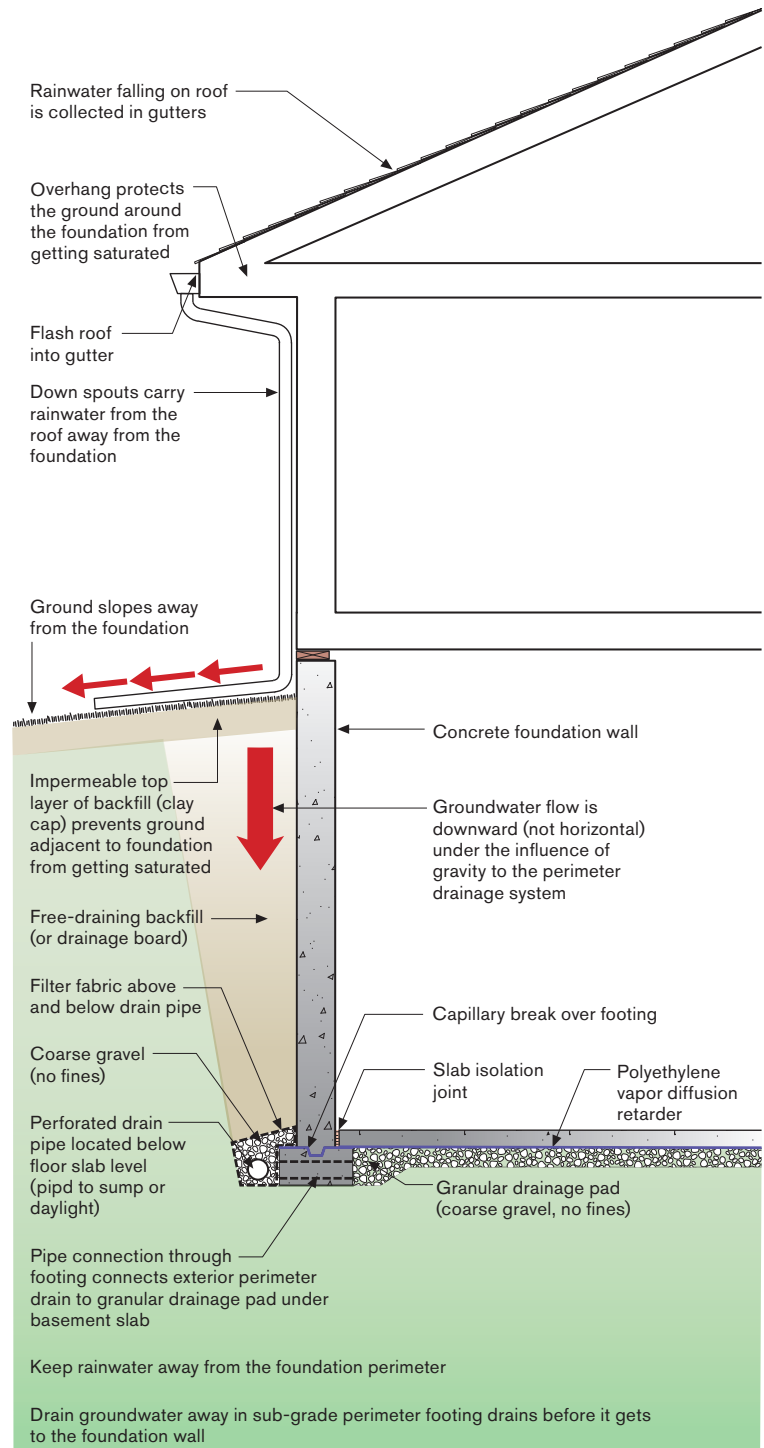 Rainwater falling on roof
is collected in gutters
Overhang protects
the ground around
the foundation from
getting saturated
Flash roof
into gutter
Down spouts carry
rainwater from the
roof away from the
foundation
Ground slopes away
from the foundation
Concrete foundation wall
Impermeable top
layer of backfill (clay
cap) prevents ground
adjacent to foundation
from getting saturated
Groundwater flow is
downward (not horizontal)
under the influence of
gravity to the perimeter
drainage system
Free-draining backfill
(or drainage board)
Filter fabric above
and below drain pipe
Capillary break over footing
Coarse gravel
(no fines)
Slab isolation
joint
Polyethylene
vapor diffusion
retarder
Perforated drain
pipe located below
floor slab level
(pipd to sump or
daylight)
Granular drainage pad
(coarse gravel, no fines)
Pipe connection through
footing connects exterior perimeter
drain to granular drainage pad under
basement slab
Keep rainwater away from the foundation perimeter
Drain groundwater away in sub-grade perimeter footing drains before it gets
to the foundation wall